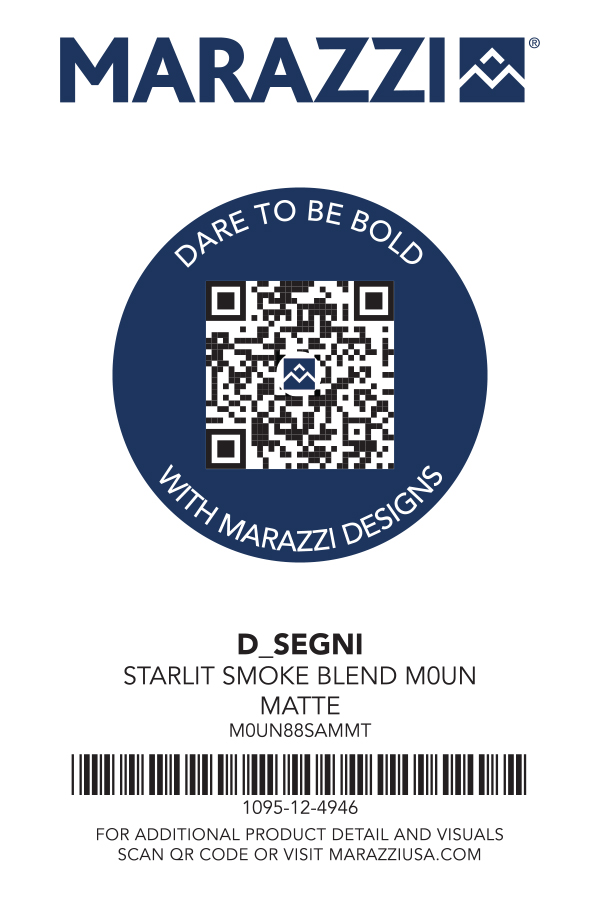 MARAZZI®
DARE TO BE BOLD
WITH MARAZZI DESIGNS
D_SEGNI
STARLIT SMOKE BLEND M0UN
MATTE
M0UN88SAMMT
1095-12-4946
FOR ADDITIONAL PRODUCT DETAIL AND VISUALS
SCAN QR CODE OR VISIT MARAZZIUSA.COM